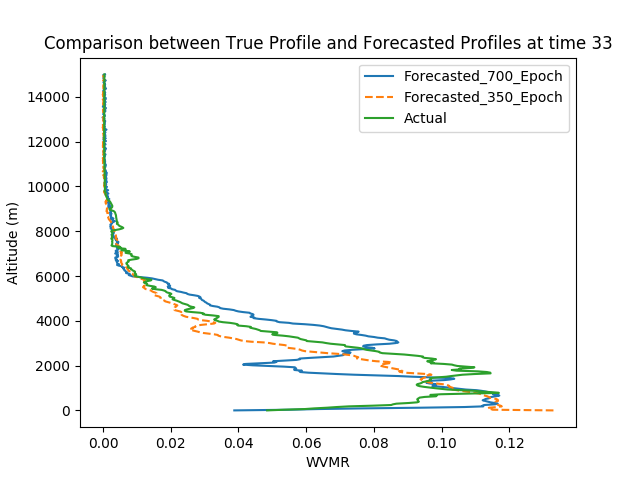 Comparison between True Profile and Forecasted Profiles at time 33
Forecasted_700_Epoch
Forecasted_350_Epoch
Actual
Altitude (m)
14000
12000
10000
8000
6000
4000
2000
0
0.00 0.02 0.04 0.06 0.08 0.10 0.12
WVMR